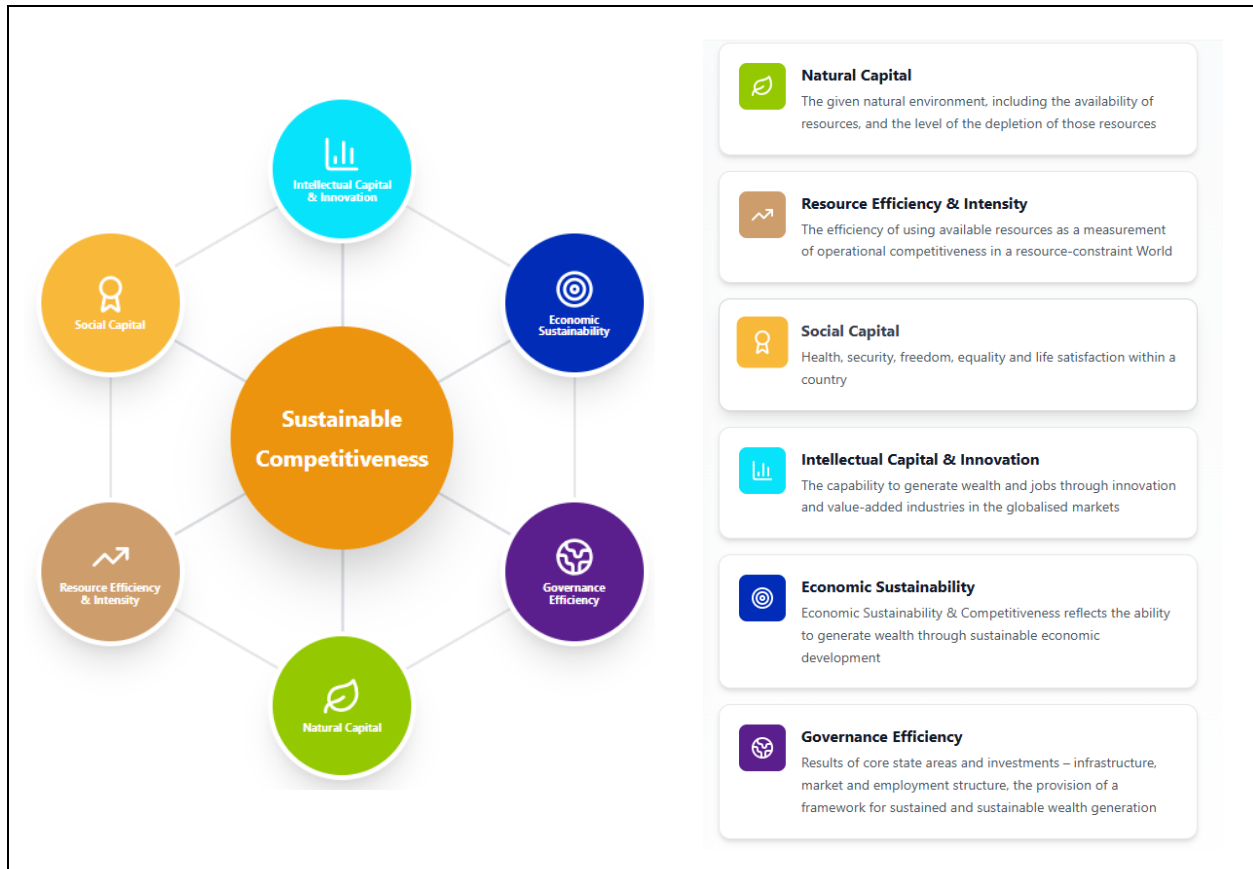 Intellectual Capital
& Innovation
Social Capital
Economic
Sustainability
Sustainable
Competitiveness
Resource Efficiency
& Intensity
Governance
Efficiency
Natural Capital
Natural Capital
The given natural environment, including the availability of
resources, and the level of the depletion of those resources
Resource Efficiency & Intensity
The efficiency of using available resources as a measurement
of operational competitiveness in a resource-constraint World
Social Capital
Health, security, freedom, equality and life satisfaction within a
country
Intellectual Capital & Innovation
The capability to generate wealth and jobs through innovation
and value-added industries in the globalised markets
Economic Sustainability
Economic Sustainability & Competitiveness reflects the ability
to generate wealth through sustainable economic
development
Governance Efficiency
Results of core state areas and investments – infrastructure,
market and employment structure, the provision of a
framework for sustained and sustainable wealth generation